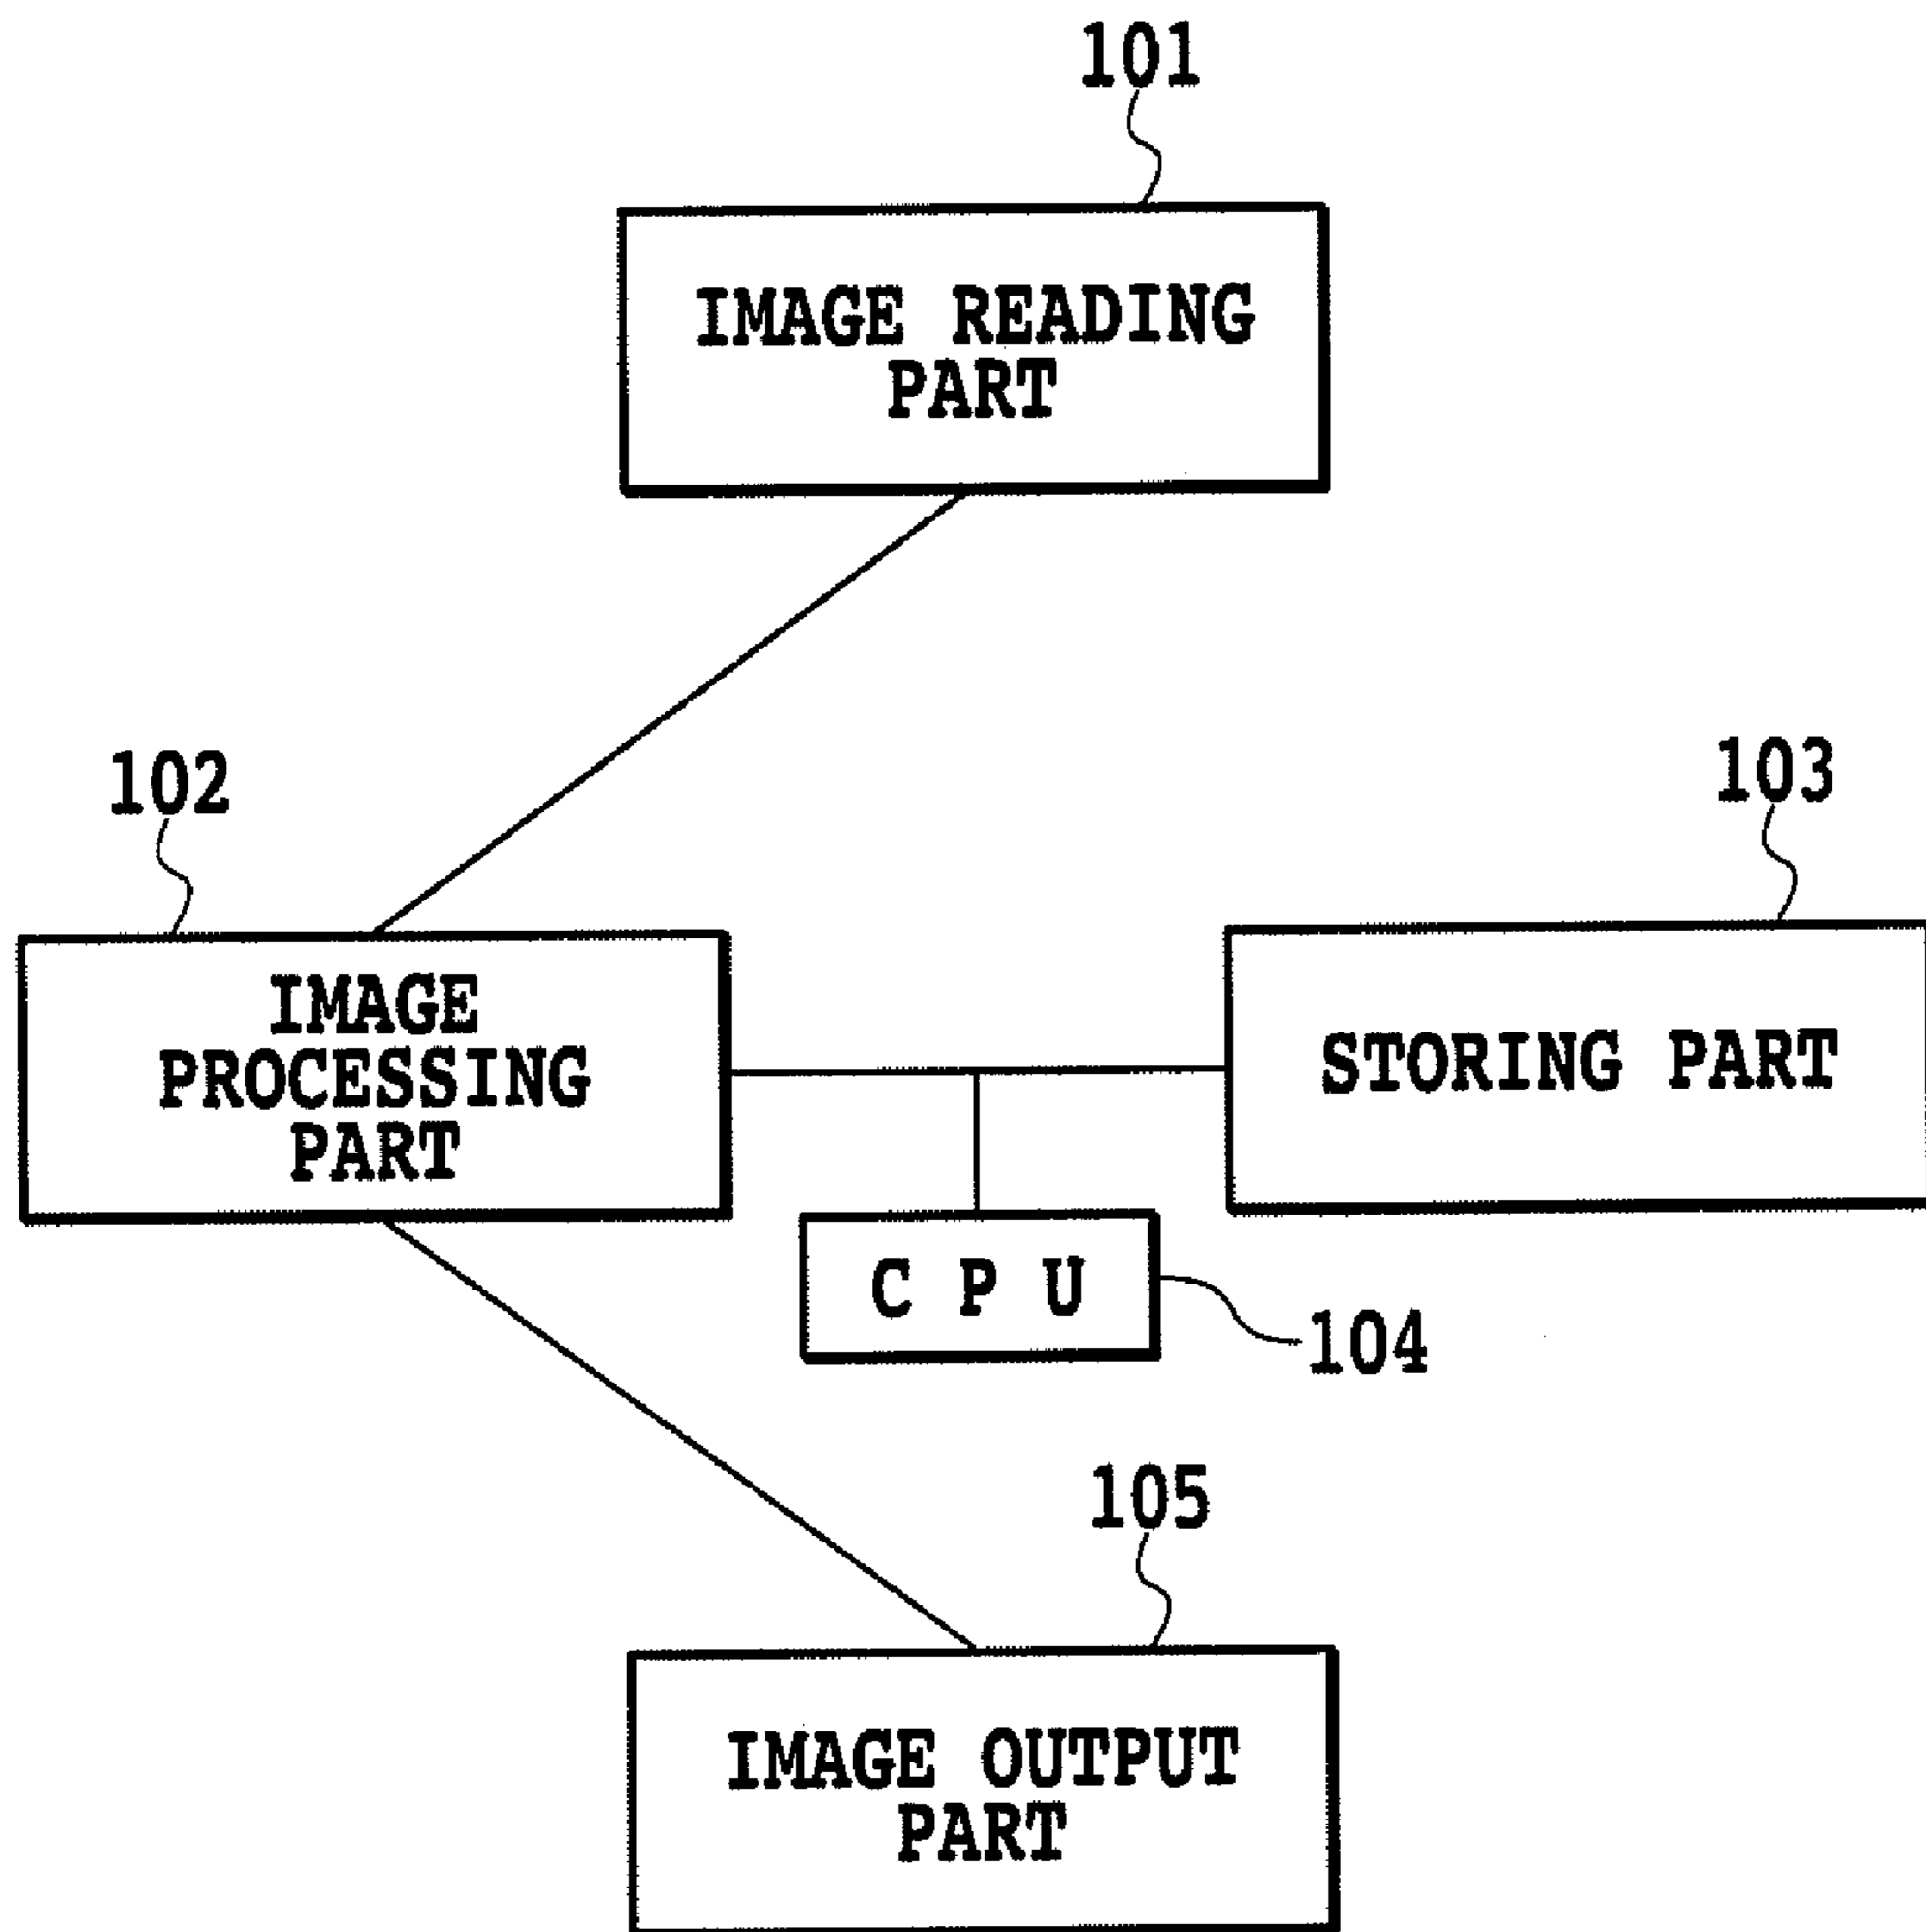 101
IMAGE READING
PART
102
103
IMAGE
PROCESSING
PART
STORING PART
C P U
104
105
IMAGE OUTPUT
PART